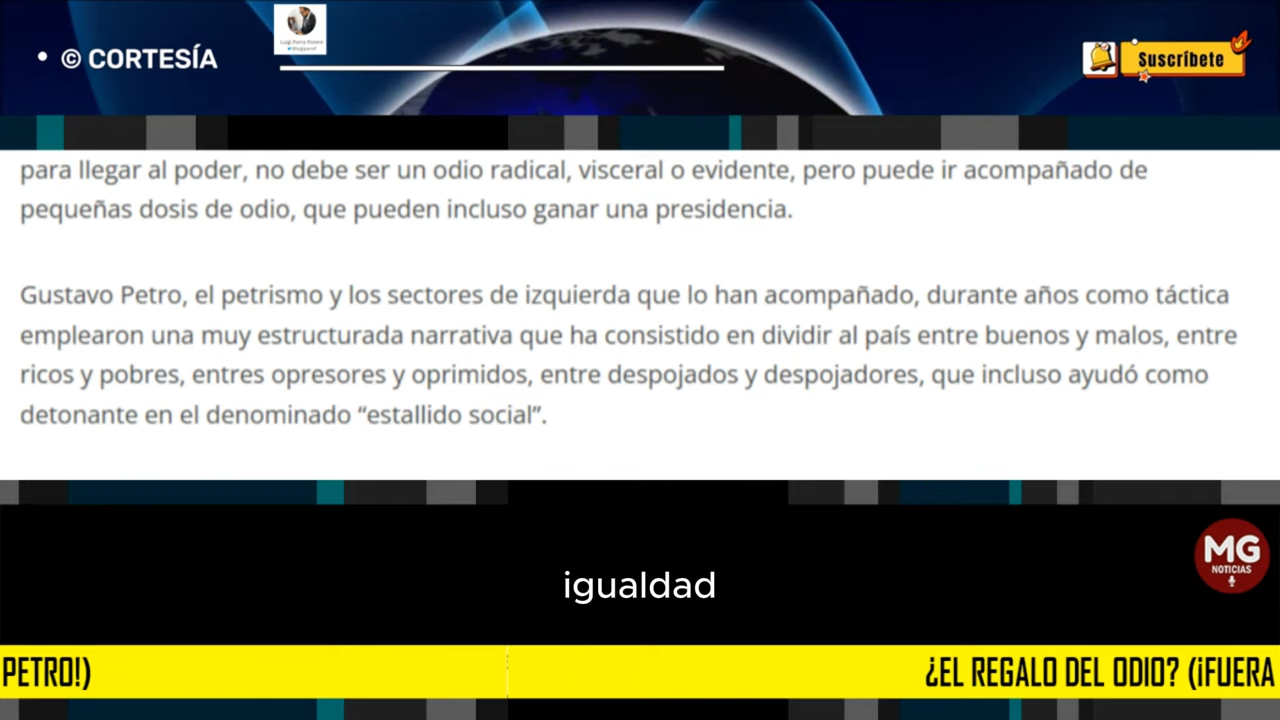 • © CORTESÍA
Suscríbete
para llegar al poder, no debe ser un odio radical, visceral o evidente, pero puede ir acompañado de
pequeñas dosis de odio, que pueden incluso ganar una presidencia.
Gustavo Petro, el petrismo y los sectores de izquierda que lo han acompañado, durante años como táctica
emplearon una muy estructurada narrativa que ha consistido en dividir al país entre buenos y malos, entre
ricos y pobres, entres opresores y oprimidos, entre despojados y despojadores, que incluso ayudó como
detonante en el denominado “estallido social”.
MG
NOTICIAS
igualdad
PETRO!) ¿EL REGALO DEL ODIO? (¡FUERA